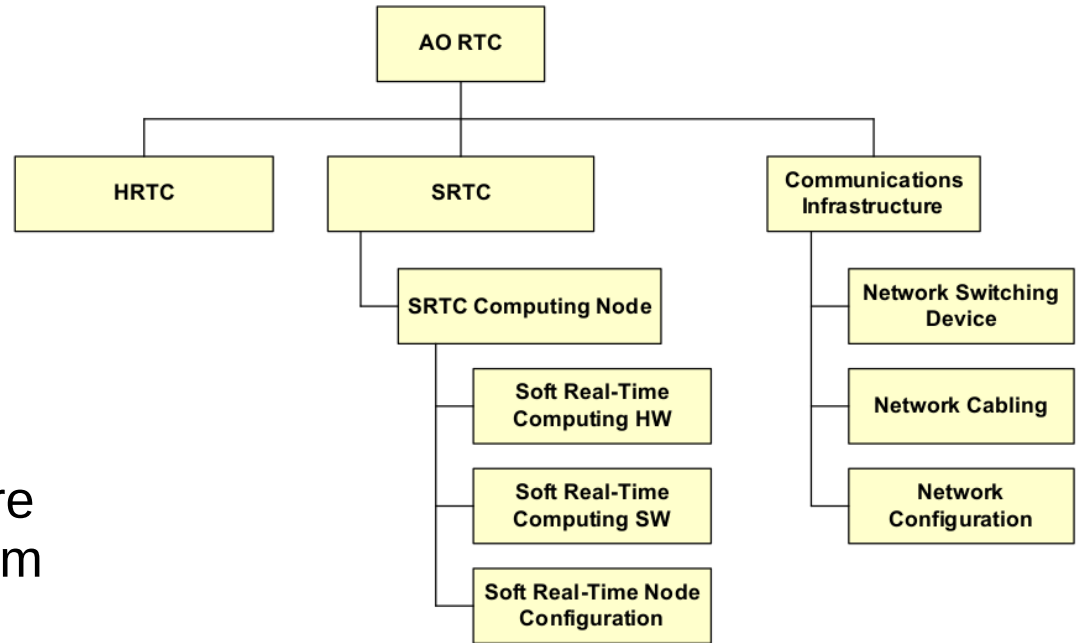 AO RTC
HRTC
SRTC
Communications
Infrastructure
SRTC Computing Node
Network Switching
Device
Soft Real-Time
Computing HW
Network Cabling
Soft Real-Time
Computing SW
Network
Configuration
re
m
Soft Real-Time Node
Configuration